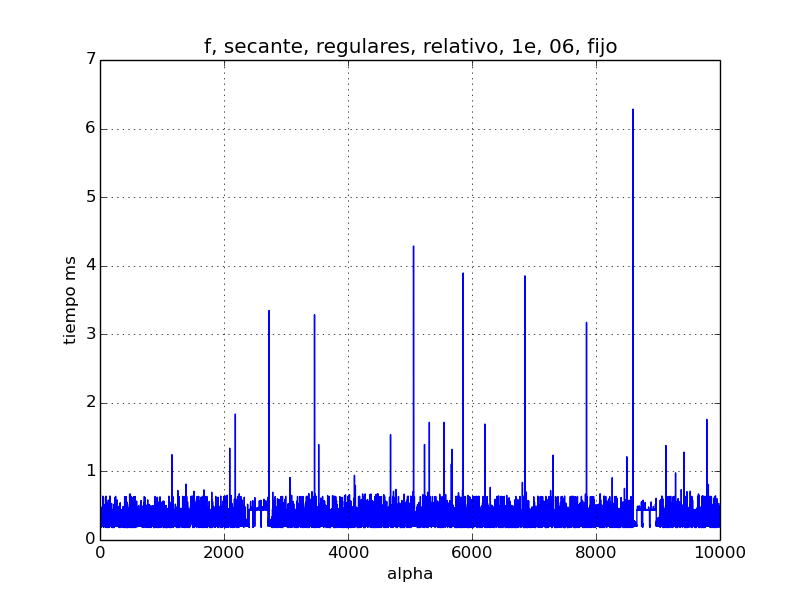 f, secante, regulares, relativo, 1e, 06, fijo
7
6
5
4
3
2
1
0
tiempo ms
0 2000 4000 6000 8000 10000
alpha